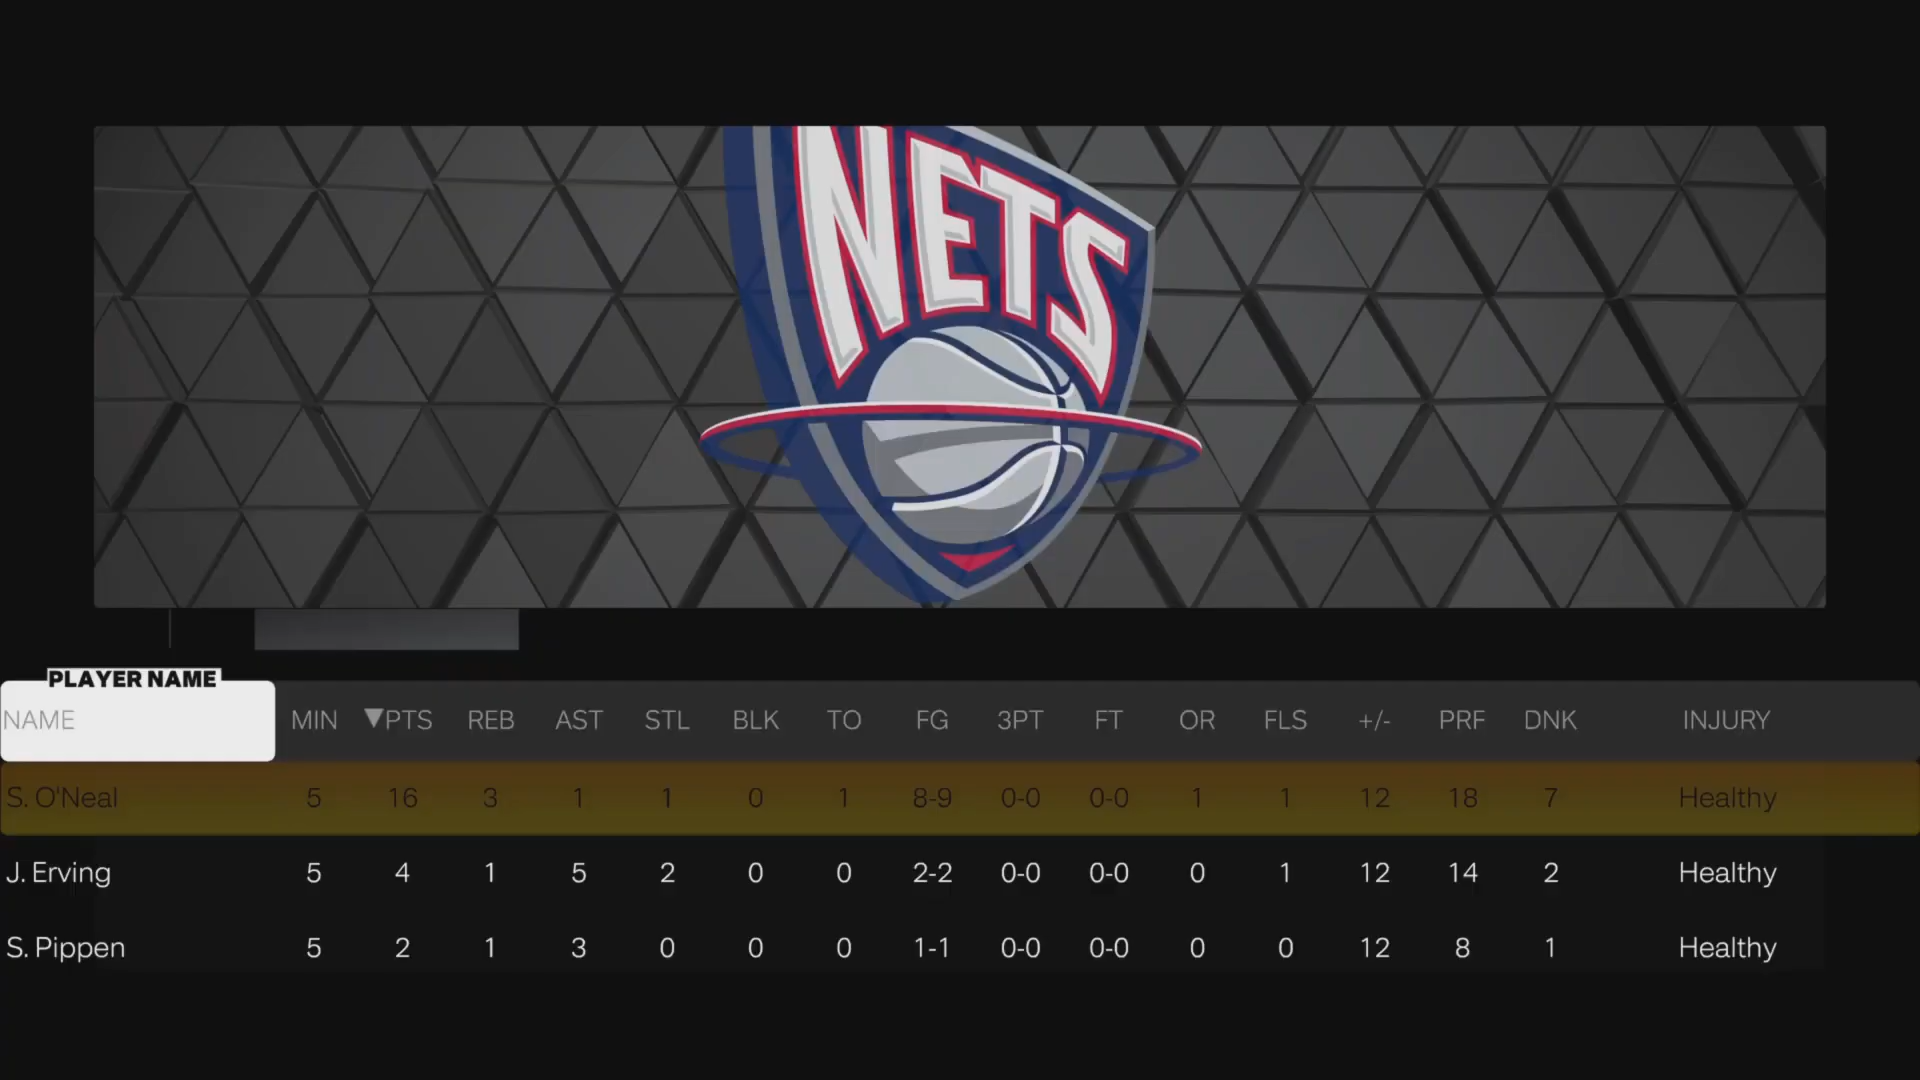 NETS
PLAYER NAME
NAME MIN ▼PTS REB AST STL BLK TO FG 3PT FT OR FLS +/- PRF DNK INJURY
S. O'Neal 5 16 3 1 1 0 1 8-9 0-0 0-0 1 1 12 18 7 Healthy
J. Erving 5 4 1 5 2 0 0 2-2 0-0 0-0 0 1 12 14 2 Healthy
S. Pippen 5 2 1 3 0 0 0 1-1 0-0 0-0 0 0 12 8 1 Healthy